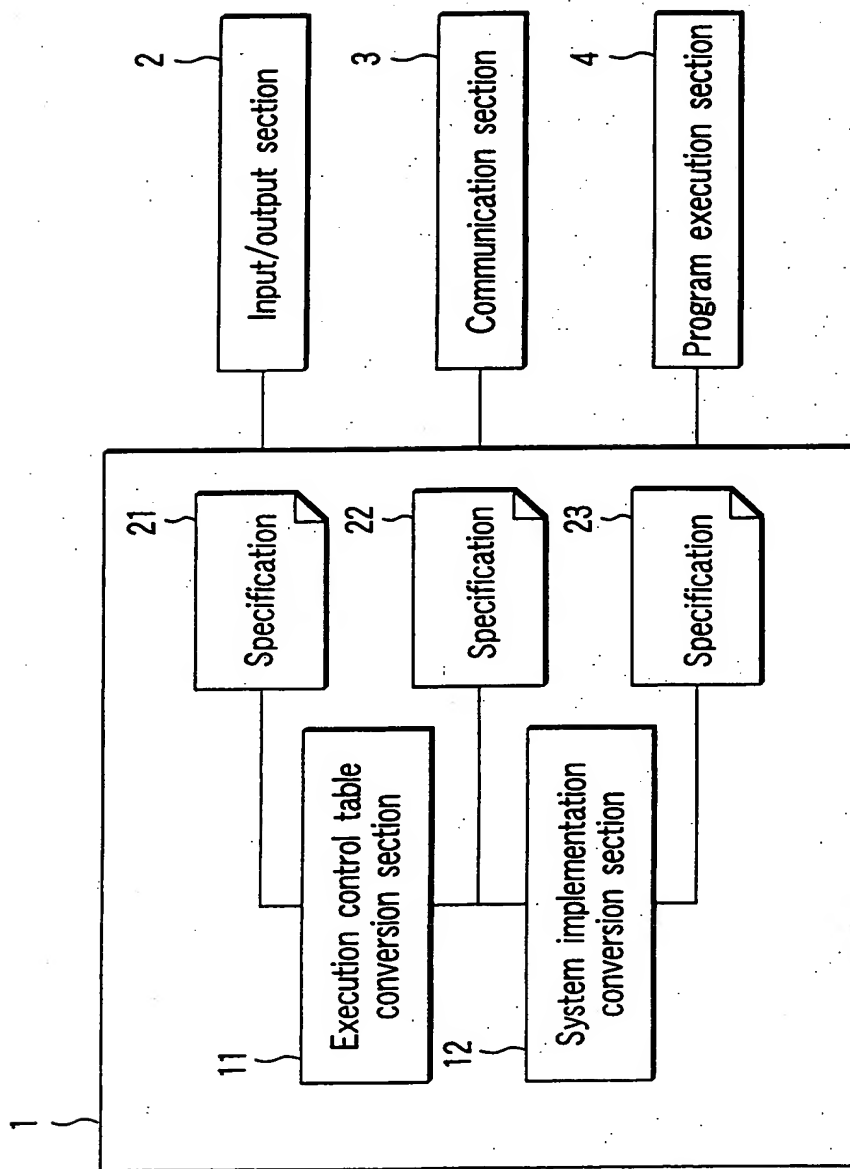 1
11
Execution control table
conversion section
12
System implementation
conversion section
21
Specification
22
Specification
23
Specification
2
Input/output section
3
Communication section
4
Program execution section